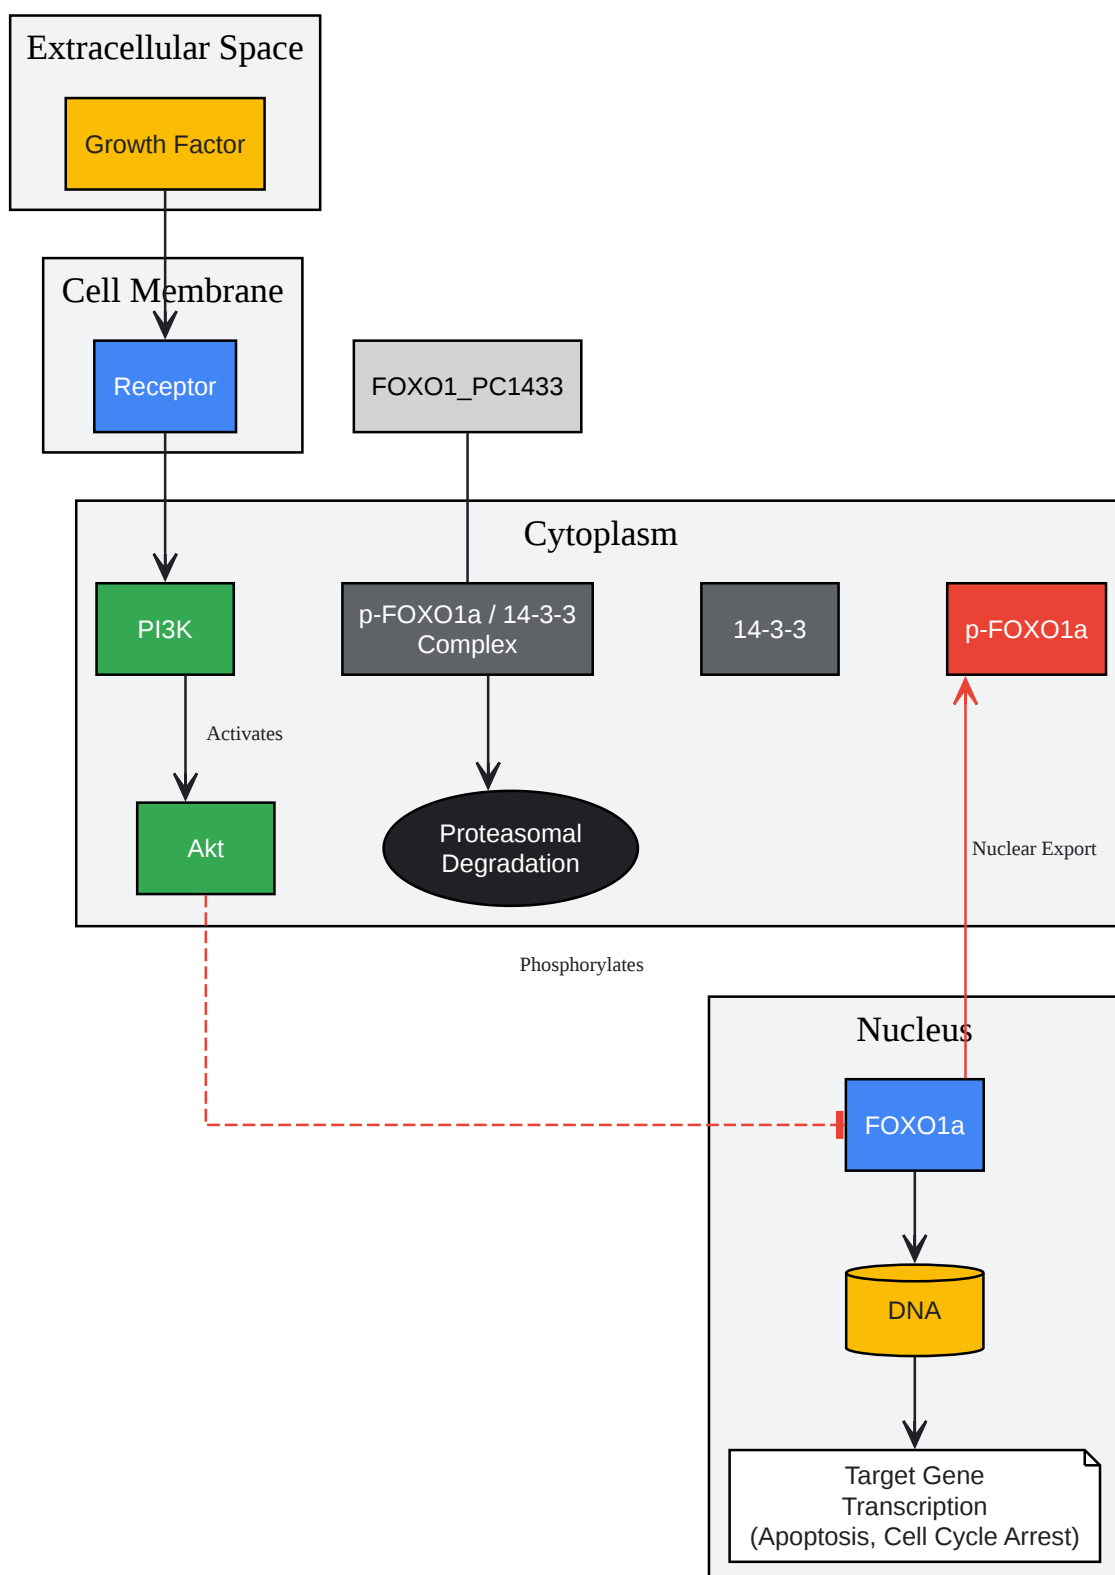 Extracellular Space
Growth Factor
Cell Membrane
Receptor
FOXO1_PC1433
Cytoplasm
PI3K
p-FOXO1a / 14-3-3
Complex
14-3-3
p-FOXO1a
Activates
Akt
Proteasomal
Degradation
Nuclear Export
Phosphorylates
Nucleus
FOXO1a
DNA
Target Gene
Transcription
(Apoptosis, Cell Cycle Arrest)